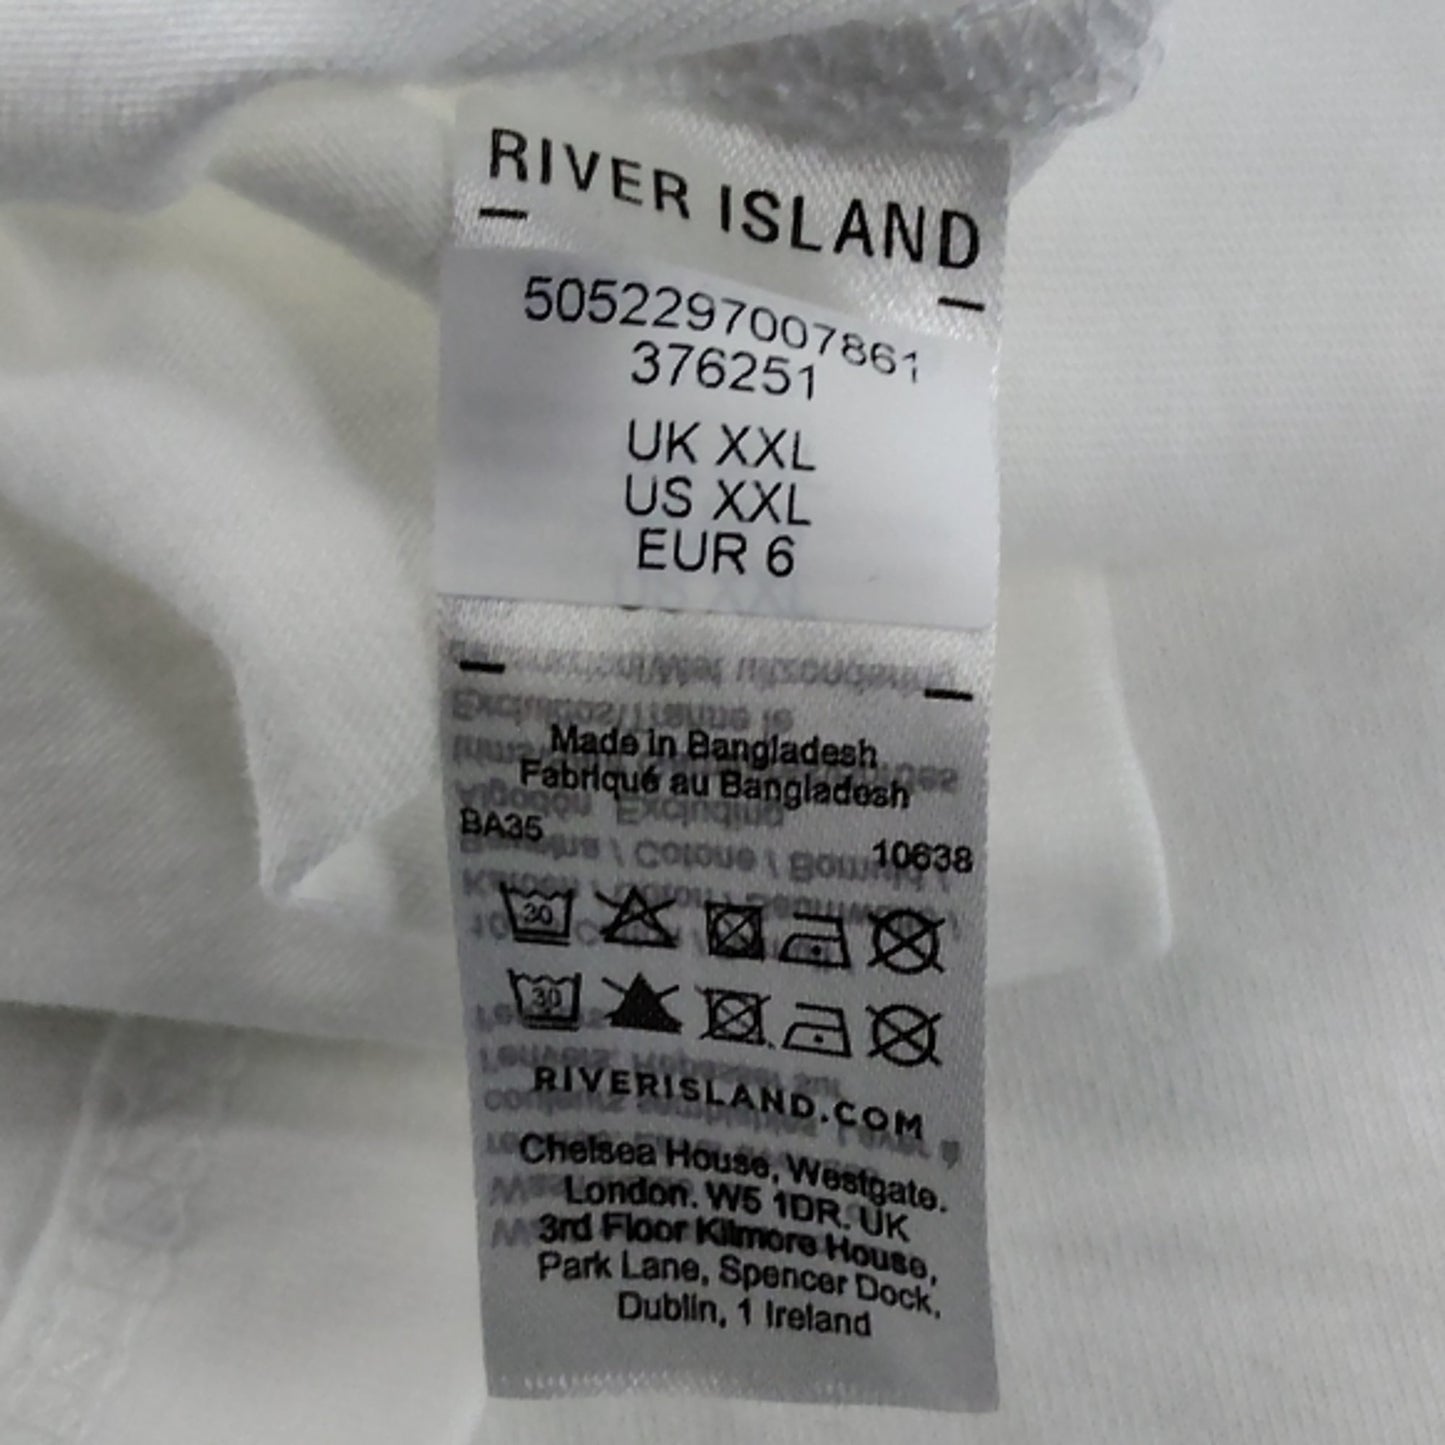 RIVER ISLAND
5052297007861
376251
UK XXL
US XXL
EUR 6
Made in Bangladesh
Fabriqué au Bangladesh
BA35 10638
30
30
RIVERISLAND.COM
Chelsea House, Westgate.
London. W5 1DR. UK
3rd Floor Kilmore House,
Park Lane, Spencer Dock,
Dublin, 1 Ireland